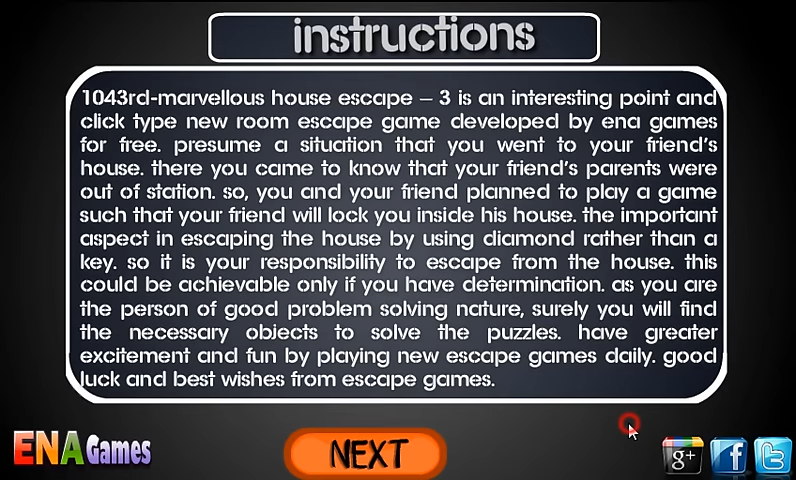 instructions
1043rd-marvellous house escape – 3 is an interesting point and
click type new room escape game developed by ena games
for free. presume a situation that you went to your friend's
house. there you came to know that your friend's parents were
out of station. so, you and your friend planned to play a game
such that your friend will lock you inside his house. the important
aspect in escaping the house by using diamond rather than a
key. so it is your responsibility to escape from the house. this
could be achievable only if you have determination. as you are
the person of good problem solving nature, surely you will find
the necessary objects to solve the puzzles. have greater
excitement and fun by playing new escape games daily. good
luck and best wishes from escape games.
ENA Games
NEXT
g+ f t